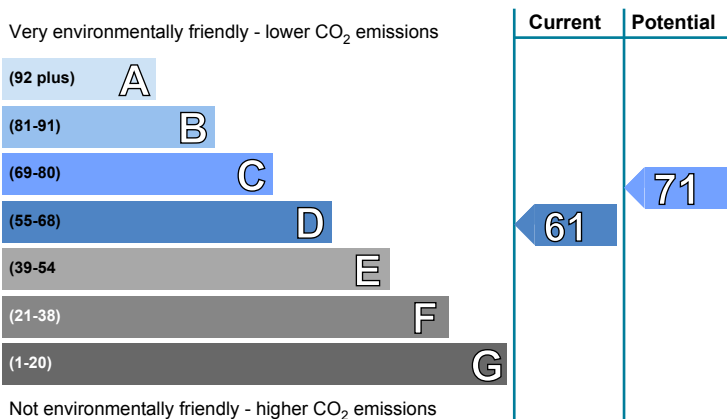 Very environmentally friendly - lower CO2 emissions
Current
Potential
(92 plus) A
(81-91) B
(69-80) C
71
(55-68) D
61
(39-54 E
(21-38) F
(1-20) G
Not environmentally friendly - higher CO2 emissions